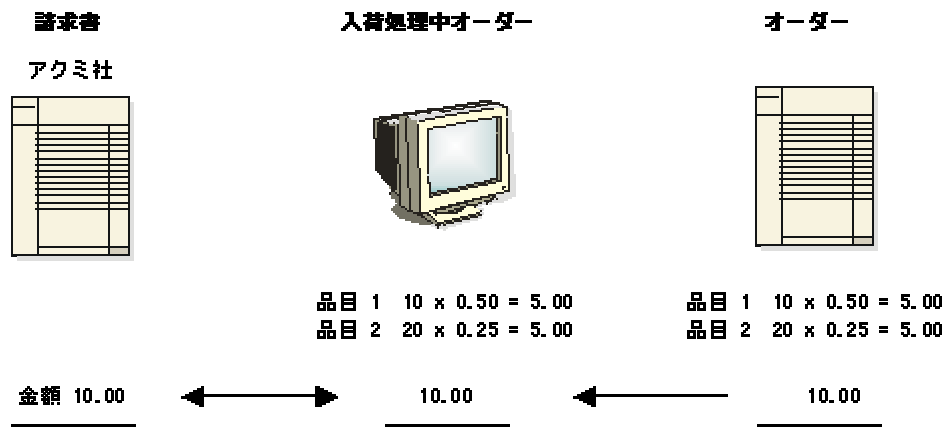 請求書
入荷処理中オーダー
オーダー
アクミ社
品目 1 10 x 0.50 = 5.00
品目 2 20 x 0.25 = 5.00
品目 1 10 x 0.50 = 5.00
品目 2 20 x 0.25 = 5.00
金額 10.00
10.00
10.00